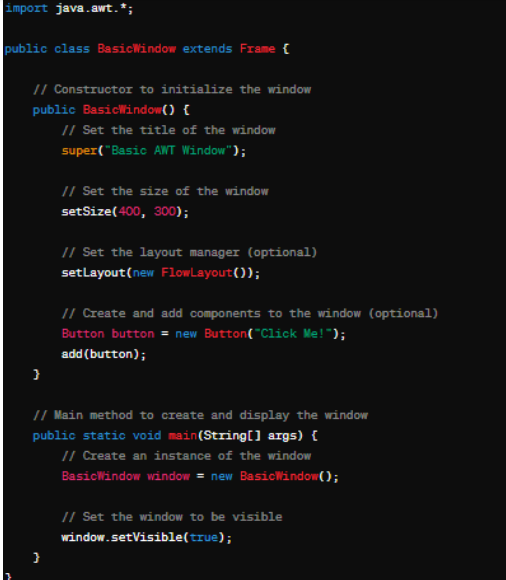 import java.awt.*;
public class BasicWindow extends Frame {
// Constructor to initialize the window
public BasicWindow() {
// Set the title of the window
super("Basic AWT Window");
// Set the size of the window
setSize(400, 300);
// Set the layout manager (optional)
setLayout(new FlowLayout());
// Create and add components to the window (optional)
Button button = new Button("Click Me!");
add(button);
}
// Main method to create and display the window
public static void main(String[] args) {
// Create an instance of the window
BasicWindow window = new BasicWindow();
// Set the window to be visible
window.setVisible(true);
}
}